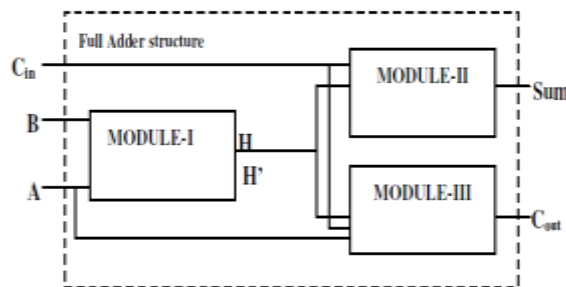 Full Adder structure
Cin
MODULE-II
Sum
B
MODULE-I
H
H'
A
MODULE-III
Cout